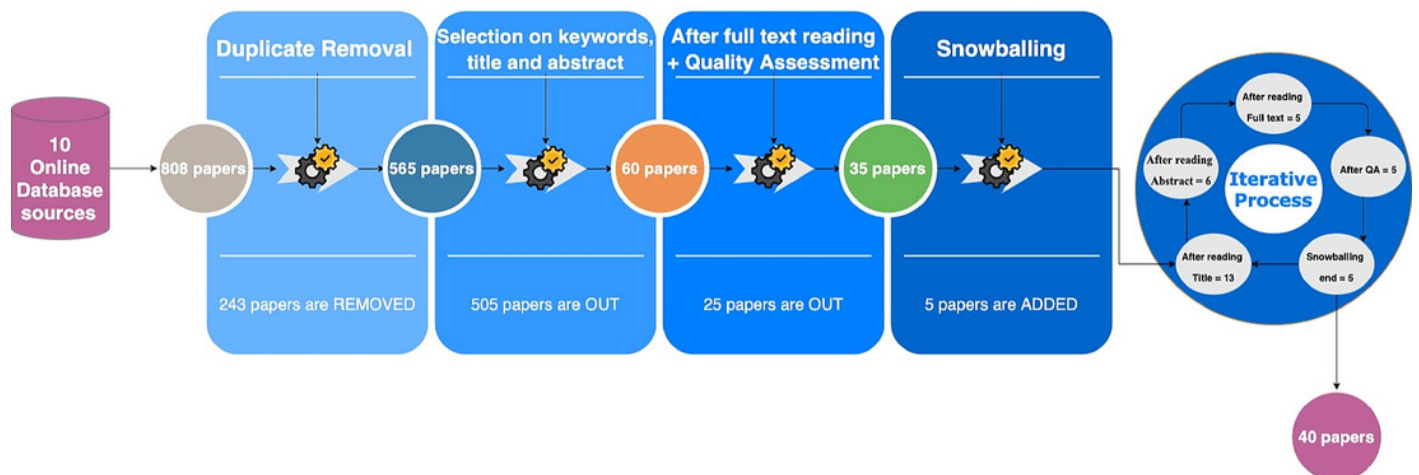 10
Online
Database
sources
808 papers
Duplicate Removal
243 papers are REMOVED
565 papers
Selection on keywords,
title and abstract
505 papers are OUT
60 papers
After full text reading
+ Quality Assessment
25 papers are OUT
35 papers
Snowballing
5 papers are ADDED
Iterative
Process
After reading
Title = 13
After reading
Abstract = 6
After reading
Full text = 5
After QA = 5
Snowballing
end = 5
40 papers